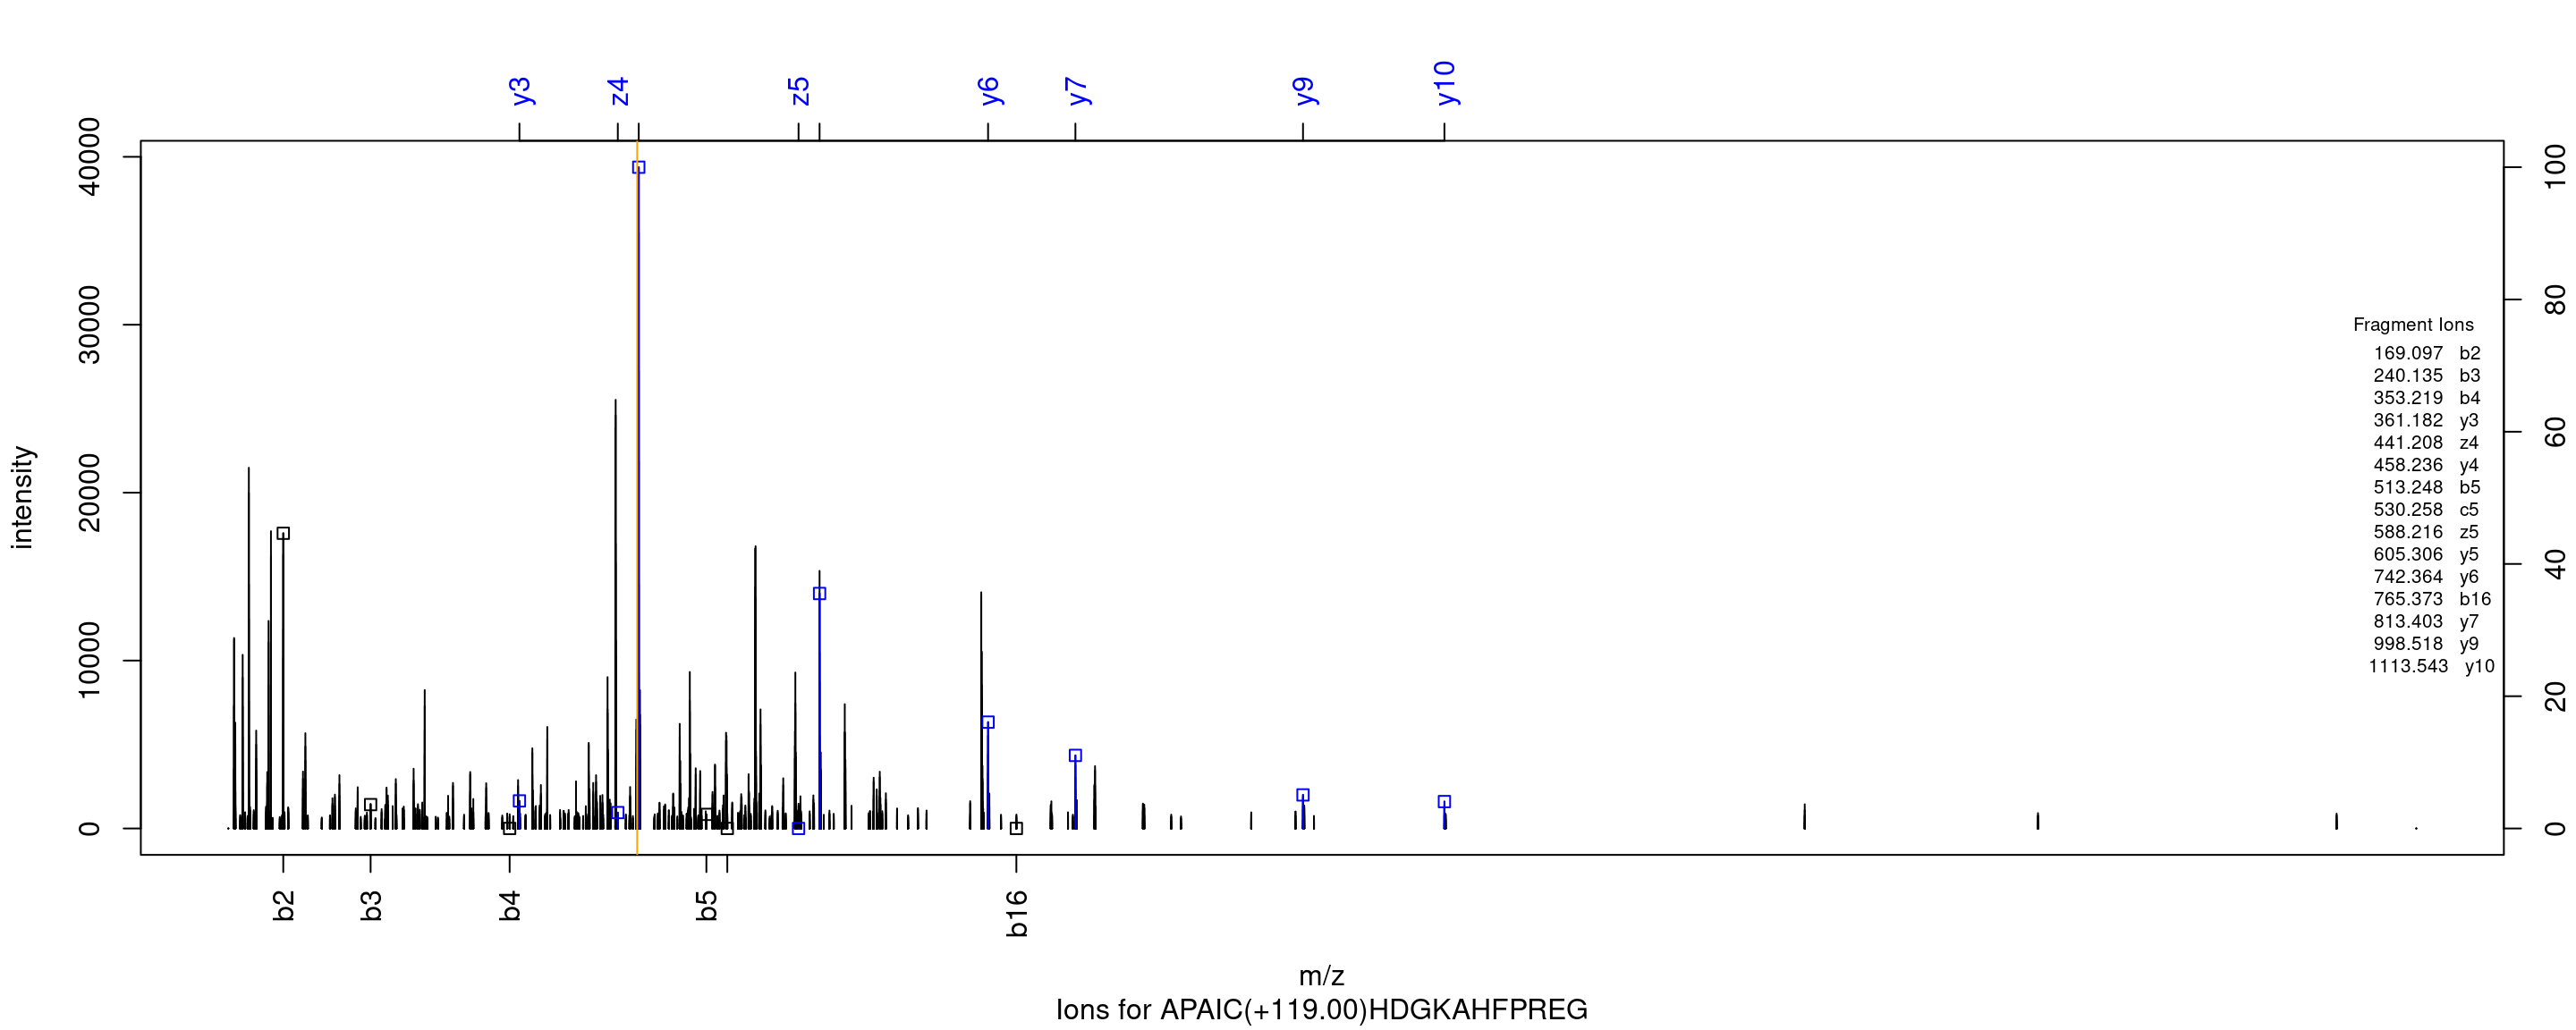 y3 z4 z5 y6 y7 y9 y10
40000
30000
20000
10000
0
intensity
100
80
60
40
20
0
Fragment Ions
169.097 b2
240.135 b3
353.219 b4
361.182 y3
441.208 z4
458.236 y4
513.248 b5
530.258 c5
588.216 z5
605.306 y5
742.364 y6
765.373 b16
813.403 y7
998.518 y9
1113.543 y10
b2 b3 b4 b5 b16
m/z
Ions for APAIC(+119.00)HDGKAHFPREG